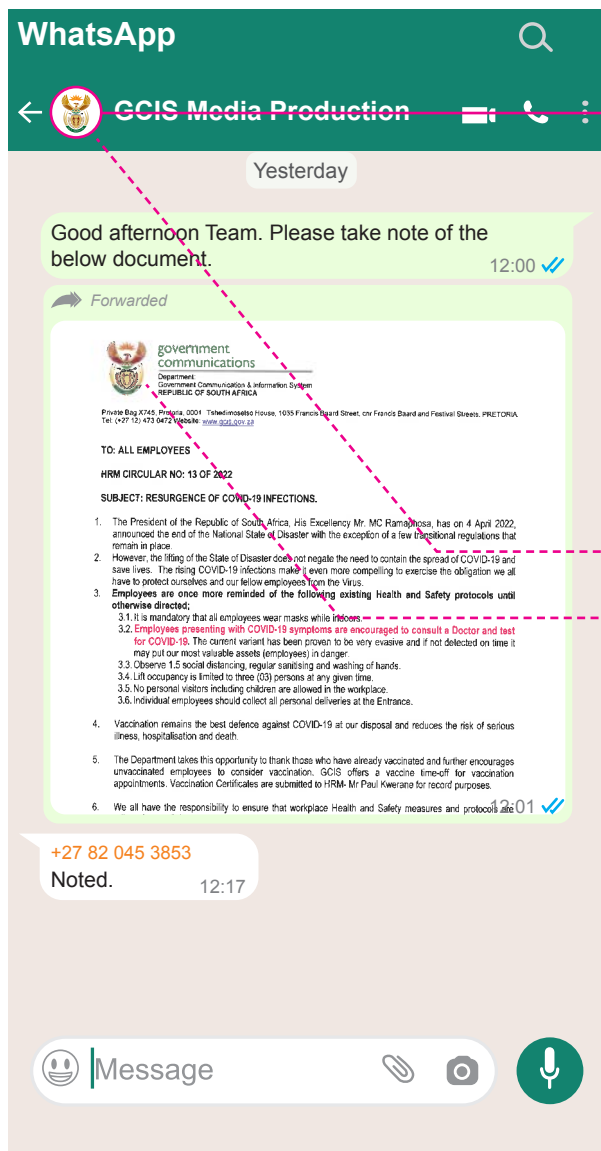 WhatsApp
GCIS Media Production
Yesterday
Good afternoon Team. Please take note of the
below document.
12:00
Forwarded
government
communications
Department:
Government Communication & Information System
REPUBLIC OF SOUTH AFRICA
Private Bag X745, Pretoria, 0001 Tshedimosetso House, 1035 Francis Baard Street, cnr Francis Baard and Festival Streets, PRETORIA
Tel: (+27 12) 473 0472 Website: www.gcis.gov.za
TO: ALL EMPLOYEES
HRM CIRCULAR NO: 13 OF 2022
SUBJECT: RESURGENCE OF COVID-19 INFECTIONS.
1. The President of the Republic of South Africa, His Excellency Mr. MC Ramaphosa, has on 4 April 2022,
announced the end of the National State of Disaster with the exception of a few transitional regulations that
remain in place.
2. However, the lifting of the State of Disaster does not negate the need to contain the spread of COVID-19 and
save lives. The rising COVID-19 infections make it even more compelling to exercise the obligation we all
have to protect ourselves and our fellow employees from the Virus.
3. Employees are once more reminded of the following existing Health and Safety protocols until
otherwise directed;
3.1. It is mandatory that all employees wear masks while indoors.
3.2. Employees presenting with COVID-19 symptoms are encouraged to consult a Doctor and test
for COVID-19. The current variant has been proven to be very evasive and if not detected on time it
may put our most valuable assets (employees) in danger.
3.3. Observe 1.5 social distancing, regular sanitising and washing of hands.
3.4. Lift occupancy is limited to three (03) persons at any given time.
3.5. No personal visitors including children are allowed in the workplace.
3.6. Individual employees should collect all personal deliveries at the Entrance.
4. Vaccination remains the best defence against COVID-19 at our disposal and reduces the risk of serious
illness, hospitalisation and death.
5. The Department takes this opportunity to thank those who have already vaccinated and further encourages
unvaccinated employees to consider vaccination. GCIS offers a vaccine time-off for vaccination
appointments. Vaccination Certificates are submitted to HRM- Mr Paul Kwerane for record purposes.
6. We all have the responsibility to ensure that workplace Health and Safety measures and protocols are
12:01
+27 82 045 3853
Noted.
12:17
Message